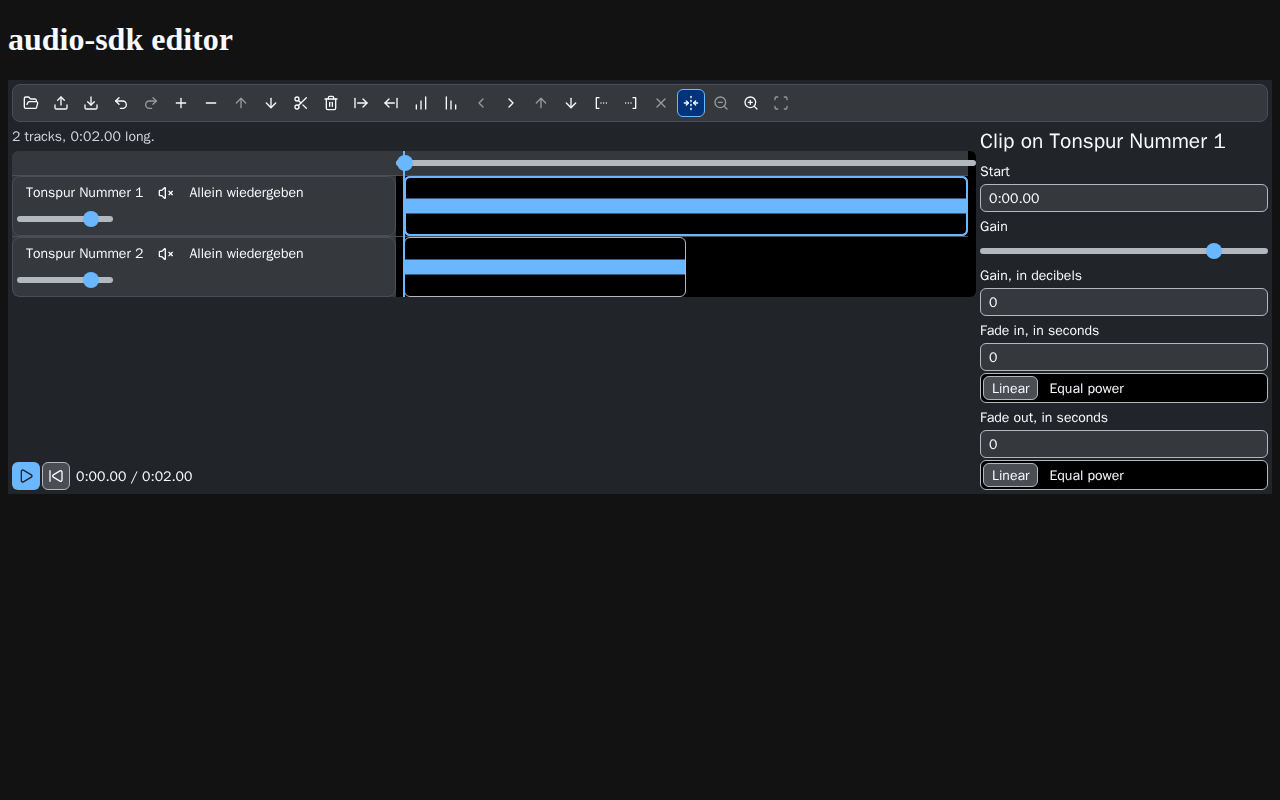 audio-sdk editor
2 tracks, 0:02.00 long.
Tonspur Nummer 1 Allein wiedergeben
Tonspur Nummer 2 Allein wiedergeben
0:00.00 / 0:02.00
Clip on Tonspur Nummer 1
Start
0:00.00
Gain
Gain, in decibels
0
Fade in, in seconds
0
Linear Equal power
Fade out, in seconds
0
Linear Equal power